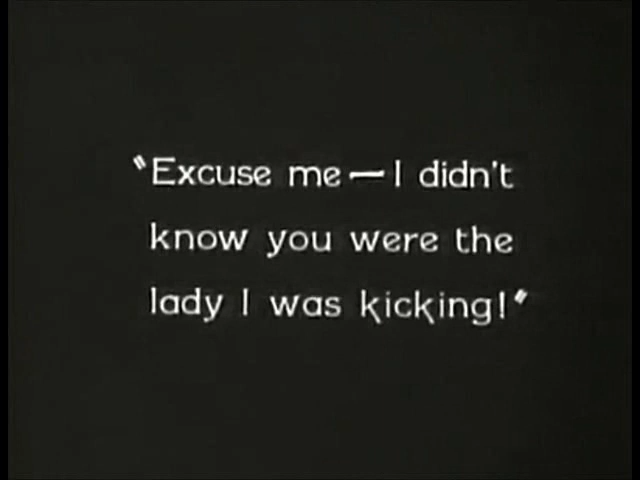 "Excuse me—I didn't
know you were the
lady I was kicking!"